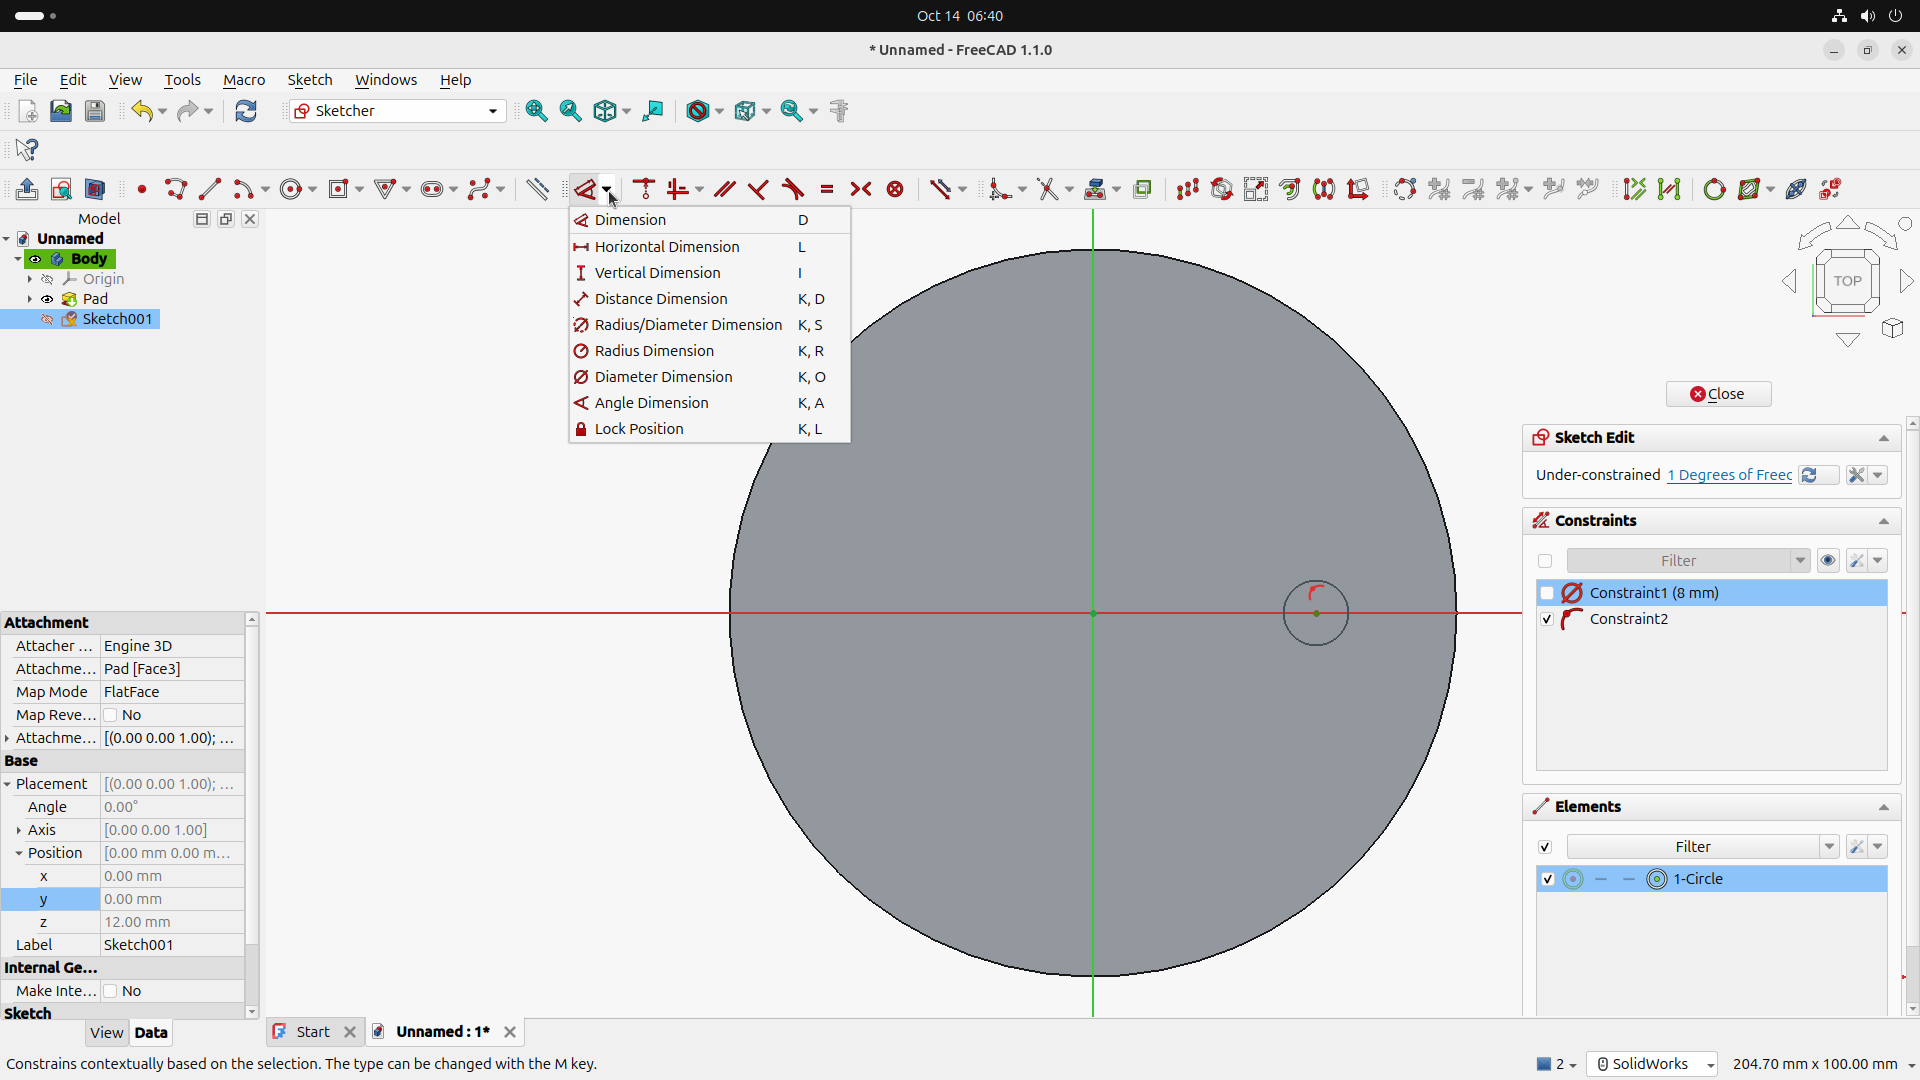 Oct 14 06:40
* Unnamed - FreeCAD 1.1.0
File Edit View Tools Macro Sketch Windows Help
Sketcher
Model
Unnamed
Body
Origin
Pad
Sketch001
Dimension D
Horizontal Dimension L
Vertical Dimension I
Distance Dimension K, D
Radius/Diameter Dimension K, S
Radius Dimension K, R
Diameter Dimension K, O
Angle Dimension K, A
Lock Position K, L
TOP
Close
Sketch Edit
Under-constrained 1 Degrees of Freec
Constraints
Filter
Constraint1 (8 mm)
Constraint2
Elements
Filter
1-Circle
Attachment
Attacher ... Engine 3D
Attachme... Pad [Face3]
Map Mode FlatFace
Map Reve... No
Attachme... [(0.00 0.00 1.00); ...
Base
Placement [(0.00 0.00 1.00); ...
Angle 0.00°
Axis [0.00 0.00 1.00]
Position [0.00 mm 0.00 m...
x 0.00 mm
y 0.00 mm
z 12.00 mm
Label Sketch001
Internal Ge...
Make Inte... No
Sketch
View Data
Start
Unnamed : 1*
Constrains contextually based on the selection. The type can be changed with the M key.
2
SolidWorks
204.70 mm x 100.00 mm